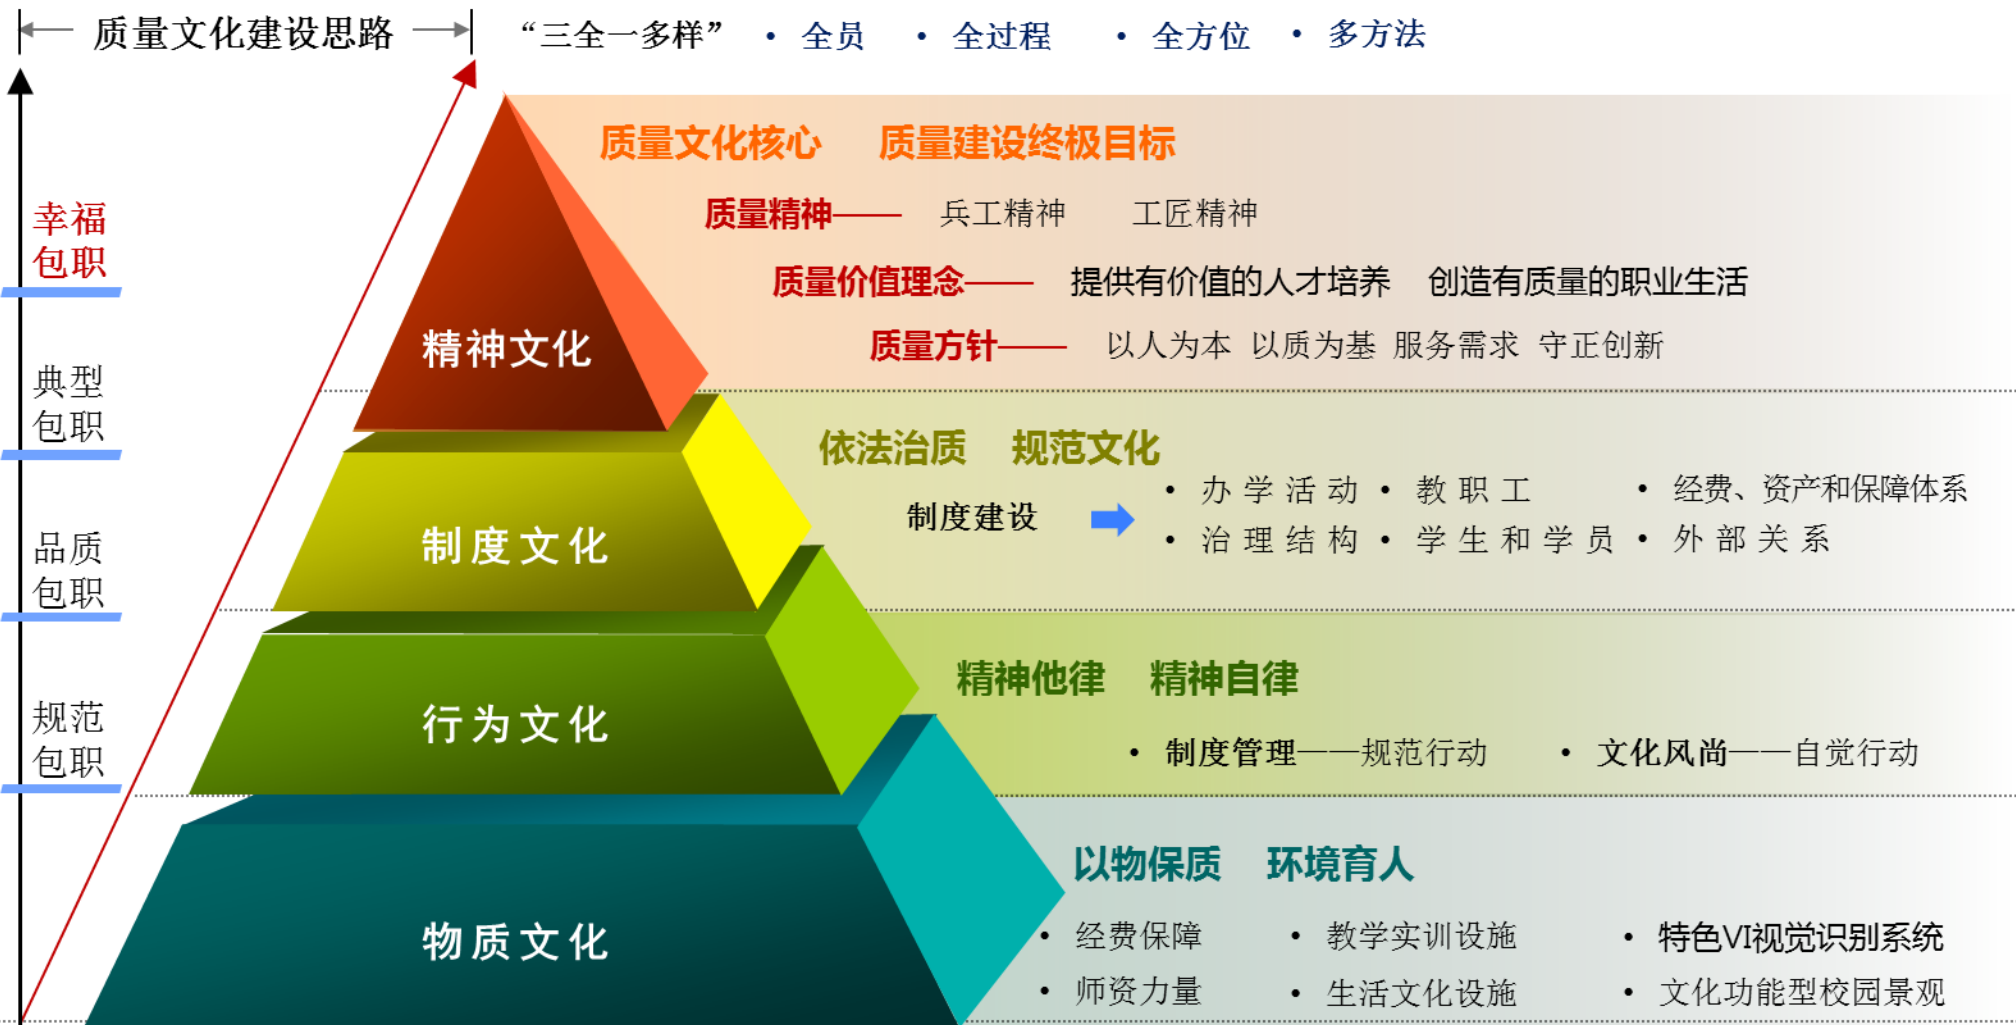 质量文化建设思路 “三全一多样” • 全员 • 全过程 • 全方位 • 多方法
质量文化核心 质量建设终极目标
质量精神—— 兵工精神 工匠精神
质量价值理念—— 提供有价值的人才培养 创造有质量的职业生活
质量方针—— 以人为本 以质为基 服务需求 守正创新
幸福
包职
精神文化
典型
包职
依法治质 规范文化
制度建设
• 办学活动 • 教职工 • 经费、资产和保障体系
• 治理结构 • 学生和学员 • 外部关系
制度文化
品质
包职
精神他律 精神自律
• 制度管理——规范行动 • 文化风尚——自觉行动
行为文化
规范
包职
以物保质 环境育人
• 经费保障 • 教学实训设施 • 特色VI视觉识别系统
• 师资力量 • 生活文化设施 • 文化功能型校园景观
物质文化